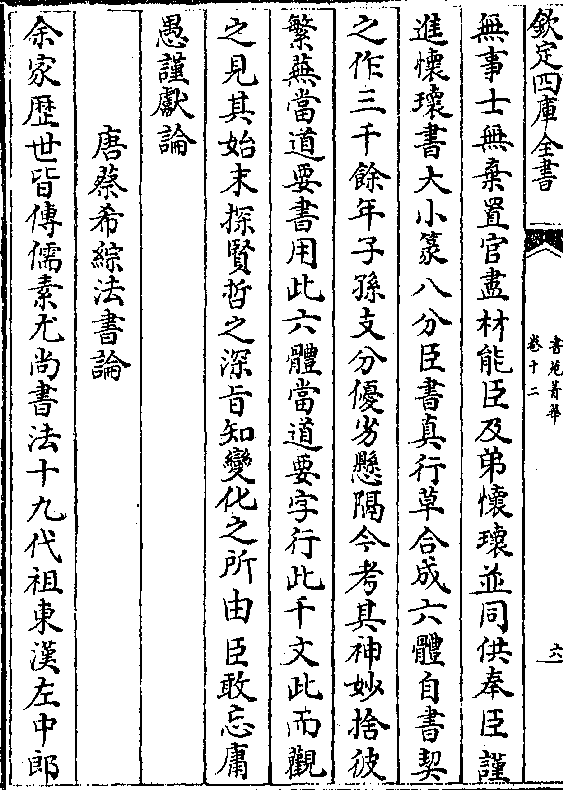 欽定四庫全書
書苑菁華
卷十二
六
無事士無棄置官盡材能臣及弟懷瓌並同供奉臣謹
進懷瓌書大小篆八分臣書真行草合成六體自書契
之作三千餘年子孫支分優劣懸隔今考其神妙捨彼
繁蕪當道要書用此六體當道要字行此千文此而觀
之見其始末探賢哲之深旨知變化之所由臣敢忘庸
愚謹獻論
唐蔡希綜法書論
余家歴世皆傳儒素尤尚書法十九代祖東漢左中郎